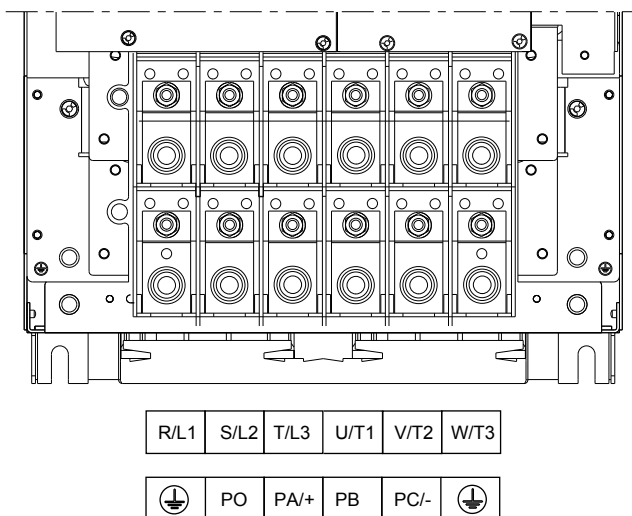 R/L1 S/L2 T/L3 U/T1 V/T2 W/T3
PO PA/+ PB PC/-